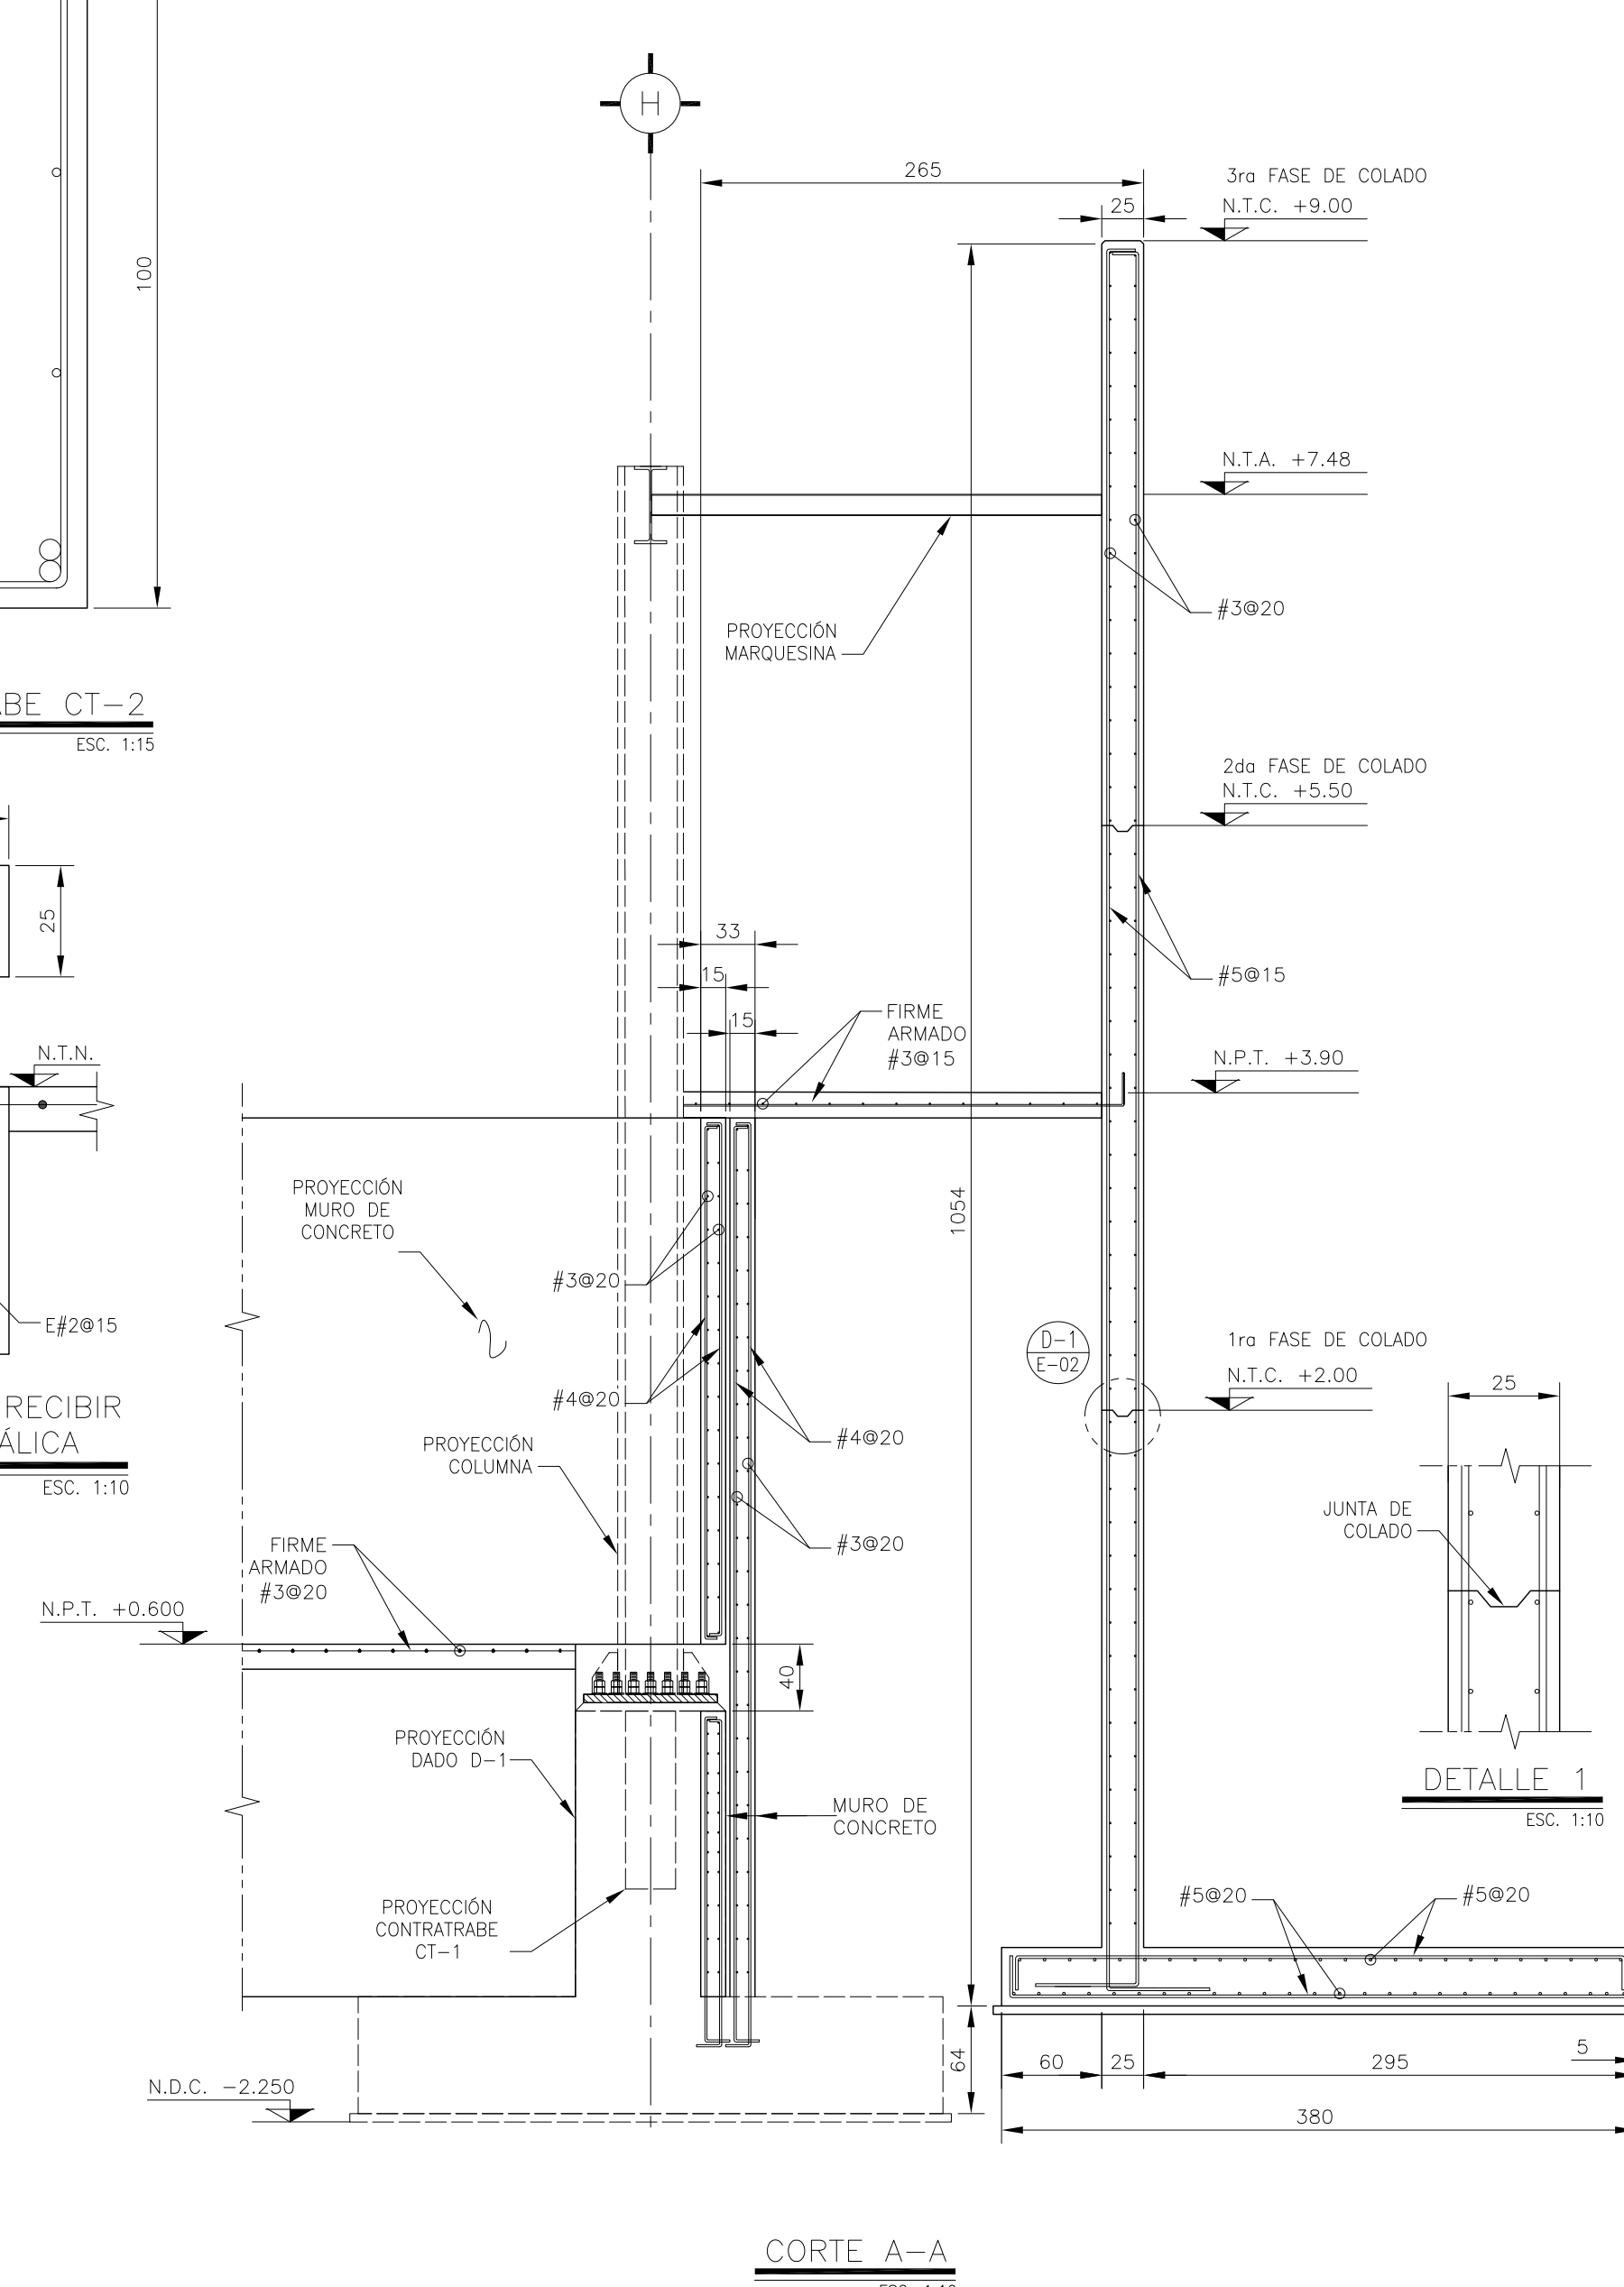 H
265
3ra FASE DE COLADO
25
N.T.C. +9.00
100
N.T.A. +7.48
#3@20
PROYECCIÓN
MARQUESINA
CT-2
ESC. 1:15
2da FASE DE COLADO
N.T.C. +5.50
25
33
15
15
#5@15
FIRME
ARMADO
#3@15
N.T.N.
N.P.T. +3.90
PROYECCIÓN
MURO DE
CONCRETO
1054
#3@20
E#2@15
D-1
E-02
1ra FASE DE COLADO
N.T.C. +2.00
25
#4@20
RECIBIR
ÁLICA
ESC. 1:10
#4@20
PROYECCIÓN
COLUMNA
JUNTA DE
COLADO
#3@20
FIRME
ARMADO
#3@20
N.P.T. +0.600
40
PROYECCIÓN
DADO D-1
DETALLE 1
ESC. 1:10
MURO DE
CONCRETO
#5@20
#5@20
PROYECCIÓN
CONTRATRABE
CT-1
5
64
60
25
295
N.D.C. -2.250
380
CORTE A-A